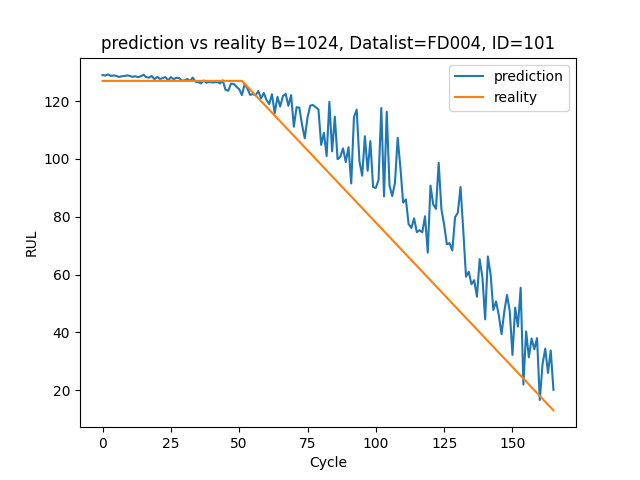 prediction vs reality B=1024, Datalist=FD004, ID=101
prediction
reality
RUL
120
100
80
60
40
20
0 25 50 75 100 125 150
Cycle